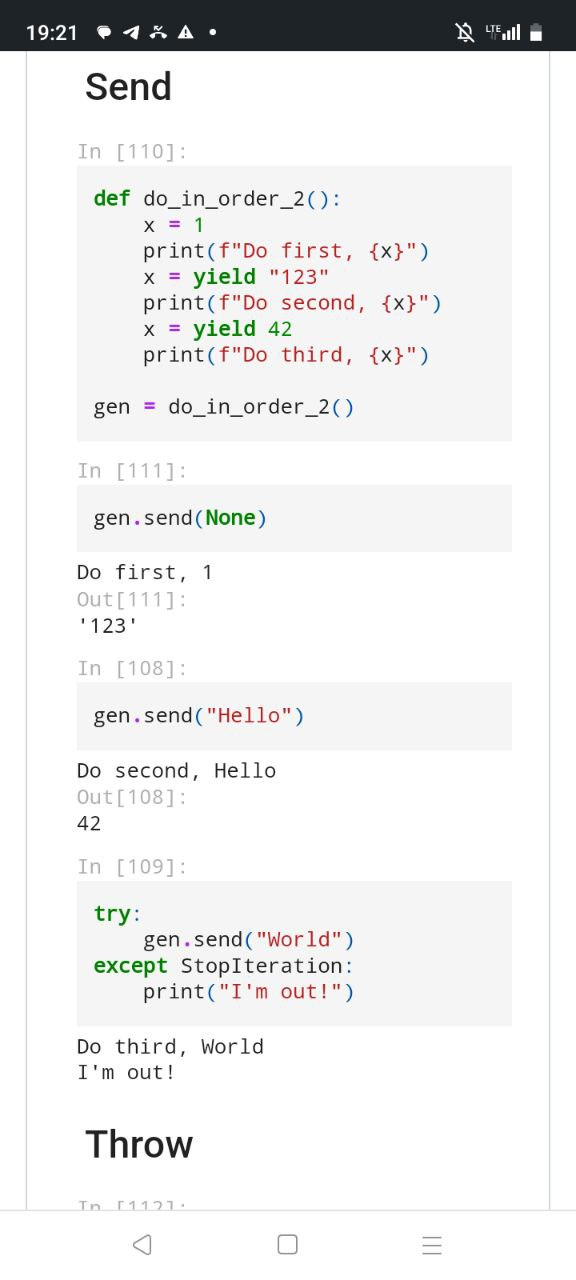 19:21
LTE
Send
In [110]:
def do_in_order_2():
    x = 1
    print(f"Do first, {x}")
    x = yield "123"
    print(f"Do second, {x}")
    x = yield 42
    print(f"Do third, {x}")
gen = do_in_order_2()
In [111]:
gen.send(None)
Do first, 1
Out[111]:
'123'
In [108]:
gen.send("Hello")
Do second, Hello
Out[108]:
42
In [109]:
try:
    gen.send("World")
except StopIteration:
    print("I'm out!")
Do third, World
I'm out!
Throw
In [112]: